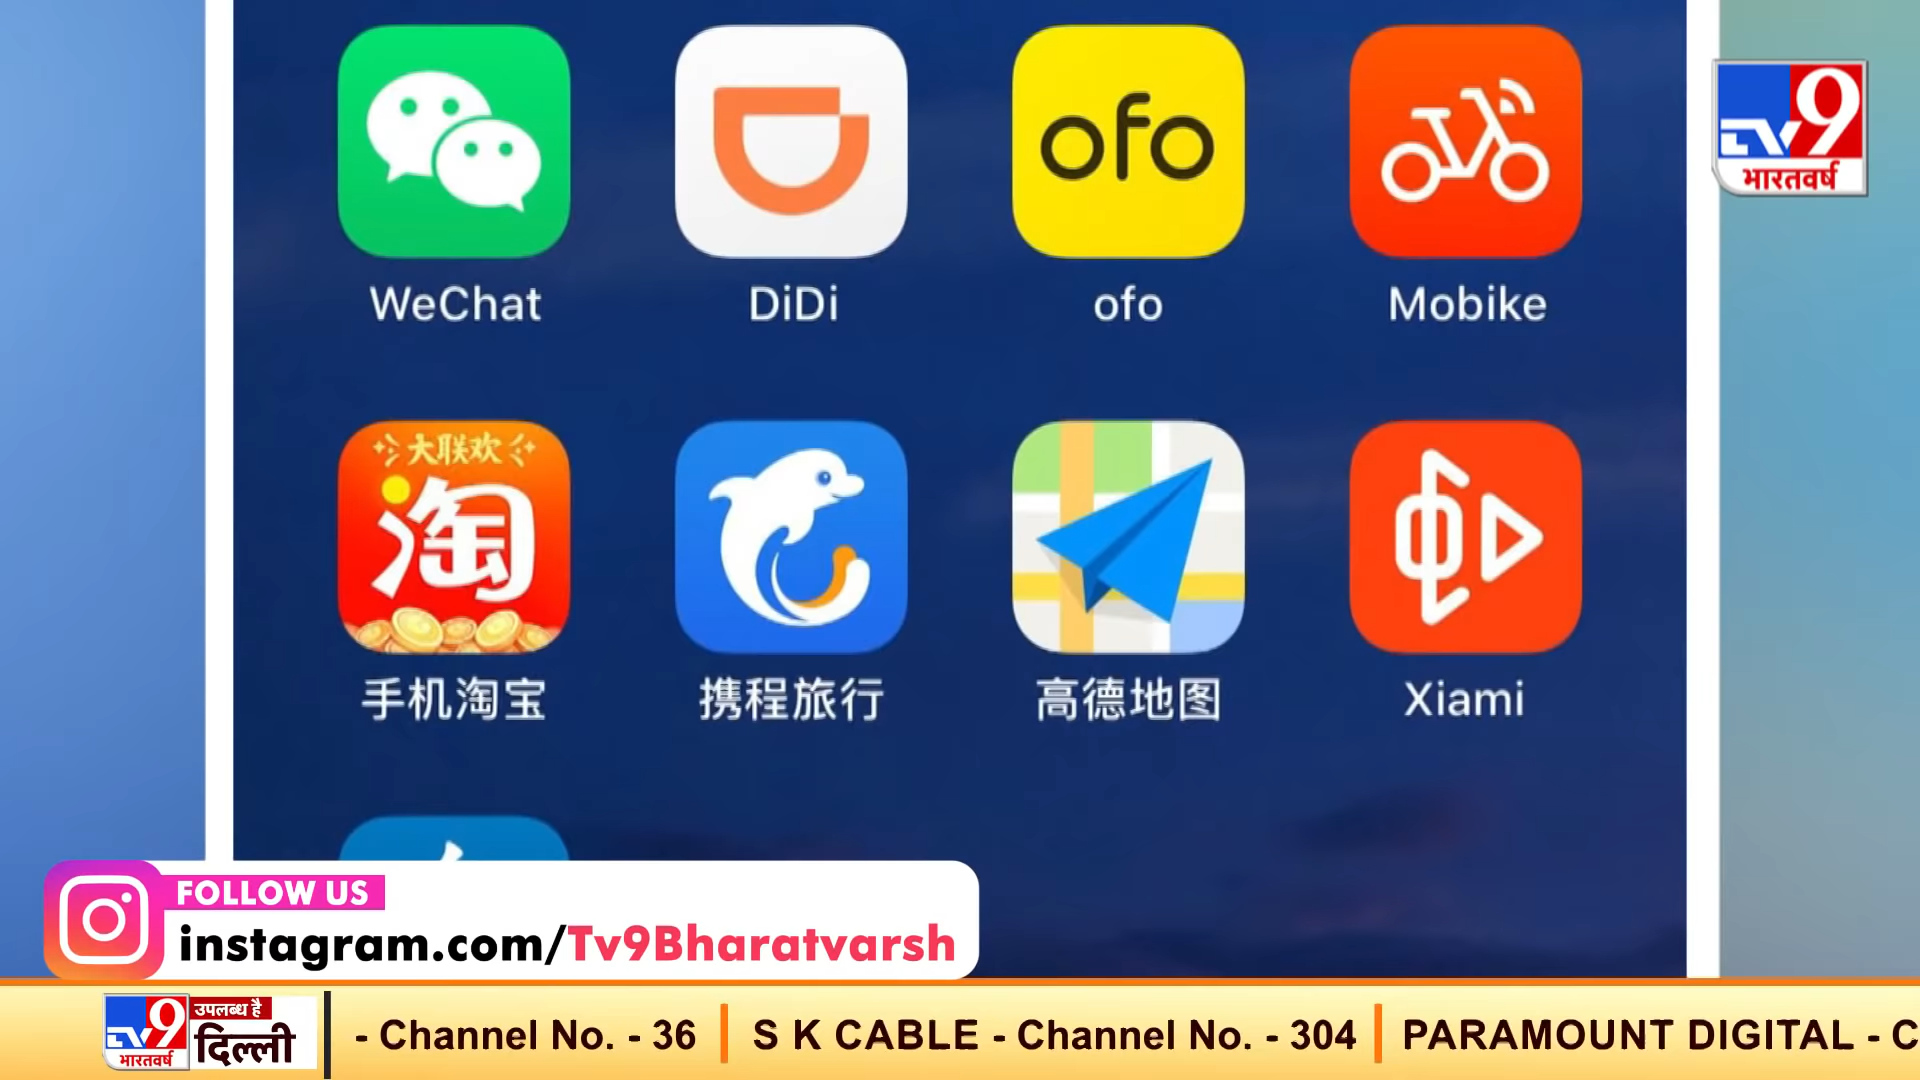 WeChat
DiDi
ofo
ofo
Mobike
TV9
भारतवर्ष
大联欢
淘
手机淘宝
携程旅行
高德地图
Xiami
FOLLOW US
instagram.com/Tv9Bharatvarsh
TV9
भारतवर्ष
उपलब्ध है
दिल्ली
- Channel No. - 36 | S K CABLE - Channel No. - 304 | PARAMOUNT DIGITAL - C